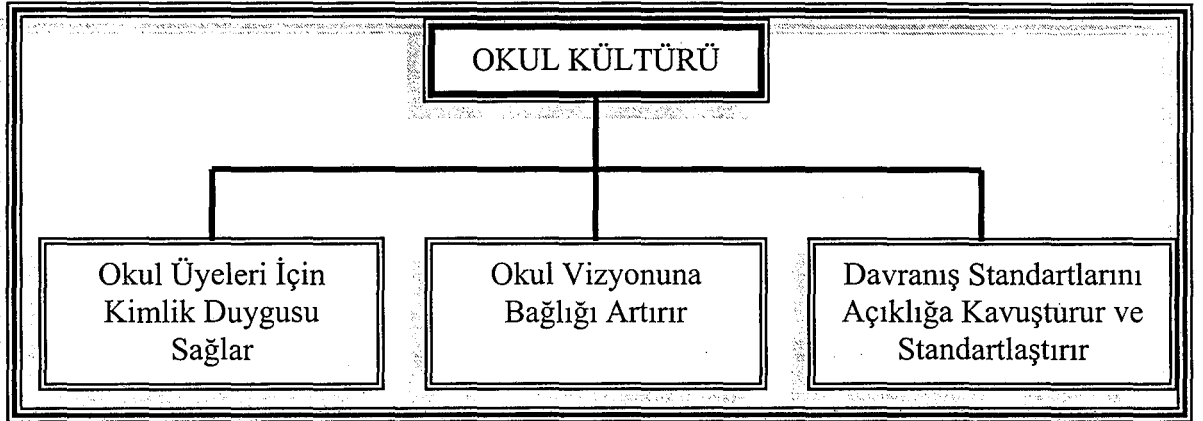 OKUL KÜLTÜRÜ
Okul Üyeleri İçin
Kimlik Duygusu
Sağlar
Okul Vizyonuna
Bağlığı Artırır
Davranış Standartlarını
Açıklığa Kavuşturur ve
Standartlaştırır